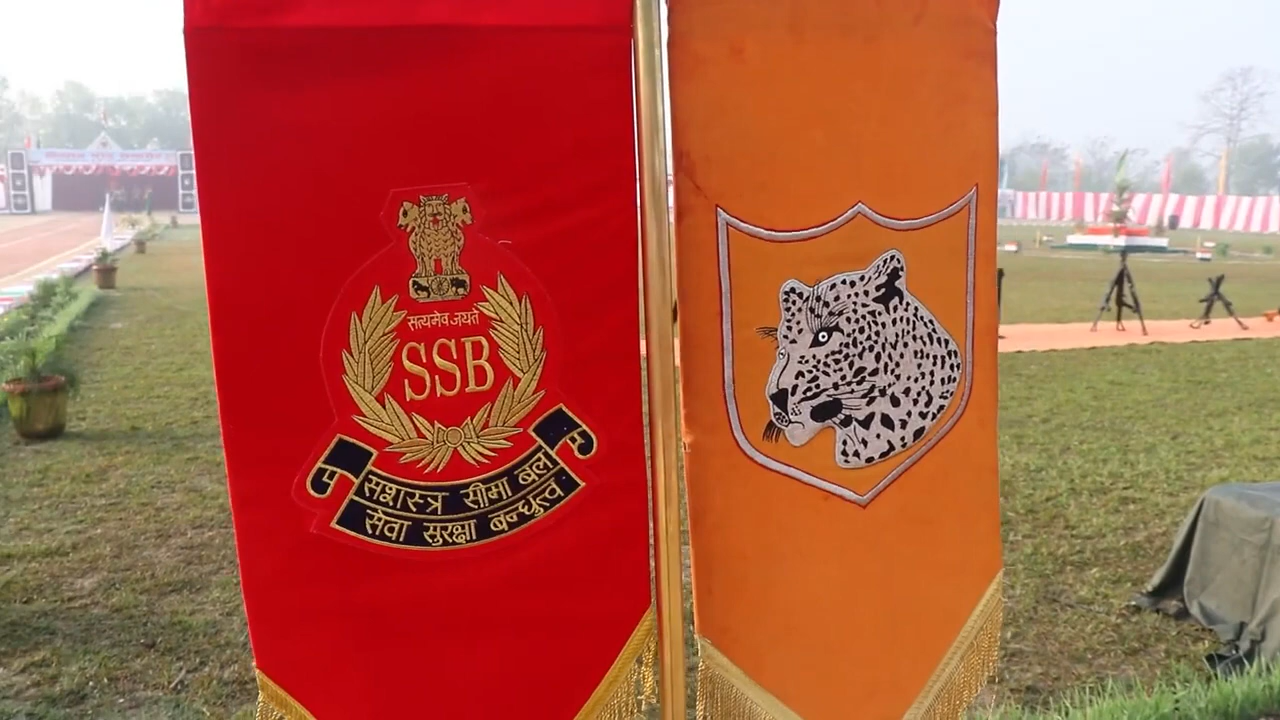 सत्यमेव जयते
SSB
सशस्त्र सीमा बल
सेवा सुरक्षा बन्धुत्व